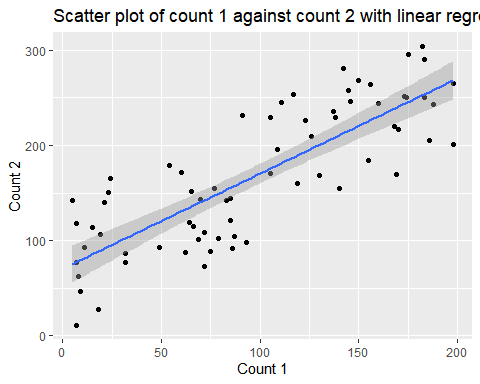 Scatter plot of count 1 against count 2 with linear regre
300
200
100
0
Count 2
0 50 100 150 200
Count 1